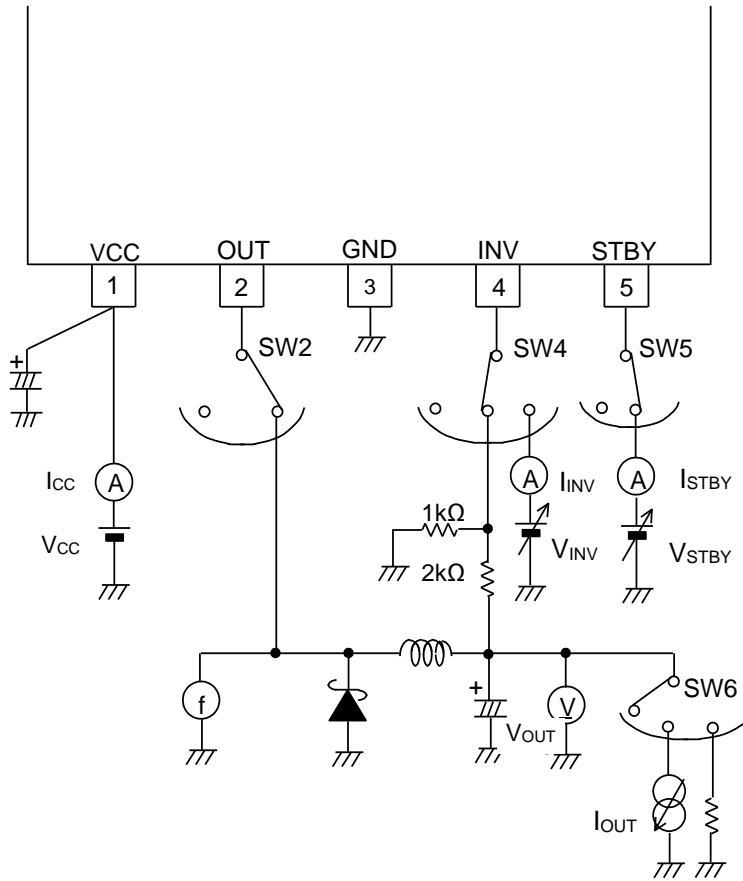 VCC OUT GND INV STBY
1 2 3 4 5
SW2 SW4 SW5
+
ICC A
A IINV A ISTBY
1kΩ
VCC VINV VSTBY
2kΩ
SW6
f + VOUT V
IOUT